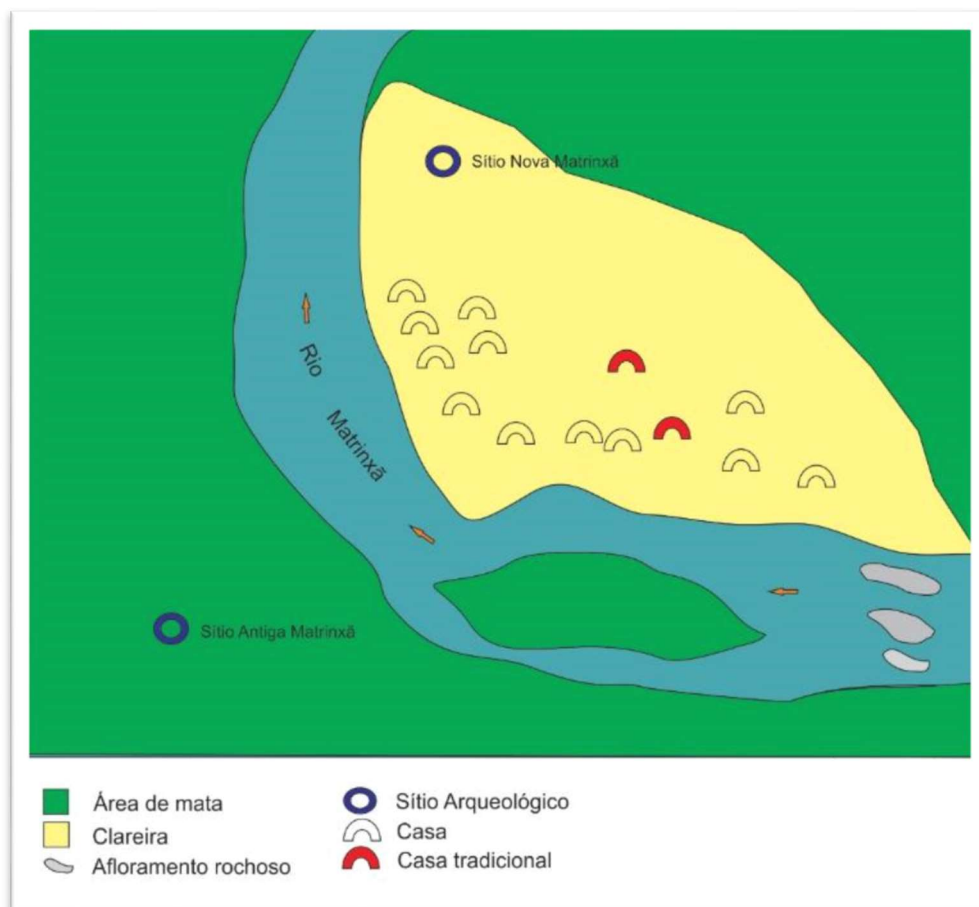 Sítio Nova Matrinxã
Rio Matrinxã
Sítio Antiga Matrinxã
Área de mata
Clareira
Afloramento rochoso
Sítio Arqueológico
Casa
Casa tradicional